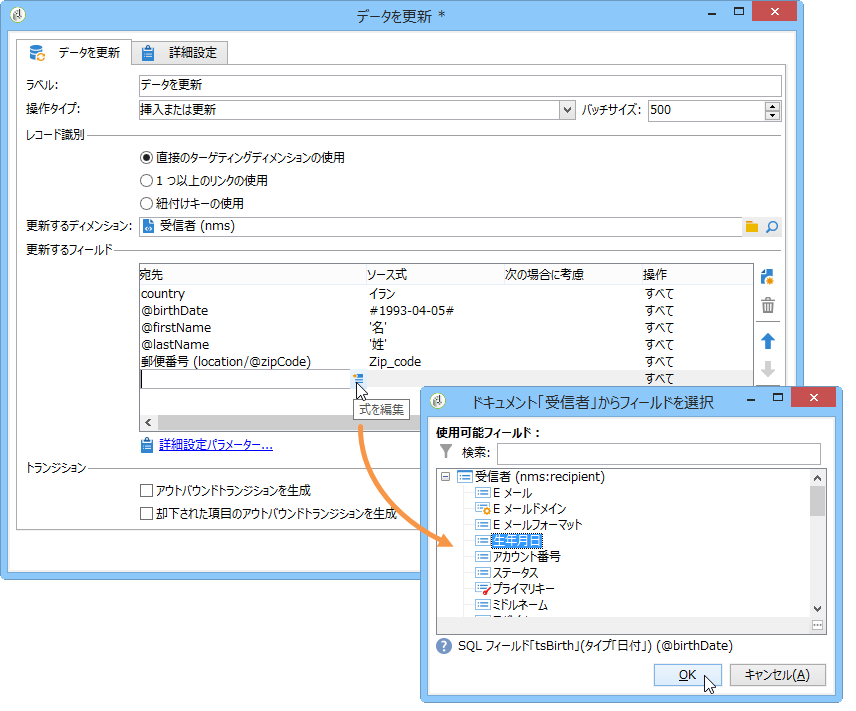 データを更新 *
データを更新
詳細設定
ラベル: データを更新
操作タイプ: 挿入または更新 バッチサイズ: 500
レコード識別
直接のターゲティングディメンションの使用
1 つ以上のリンクの使用
紐付けキーの使用
更新するディメンション: 受信者 (nms)
更新するフィールド
宛先 ソース式 次の場合に考慮 操作
country イラン すべて
@birthDate #1993-04-05# すべて
@firstName '名' すべて
@lastName '姓' すべて
郵便番号 (location/@zipCode) Zip_code すべて
すべて
式を編集
詳細設定パラメーター...
トランジション
アウトバウンドトランジションを生成
却下された項目のアウトバウンドトランジションを生成
ドキュメント「受信者」からフィールドを選択
使用可能フィールド :
検索:
受信者 (nms:recipient)
E メール
E メールドメイン
E メールフォーマット
生年月日
アカウント番号
ステータス
プライマリキー
ミドルネーム
SQL フィールド「tsBirth」(タイプ「日付」) (@birthDate)
OK キャンセル(A)